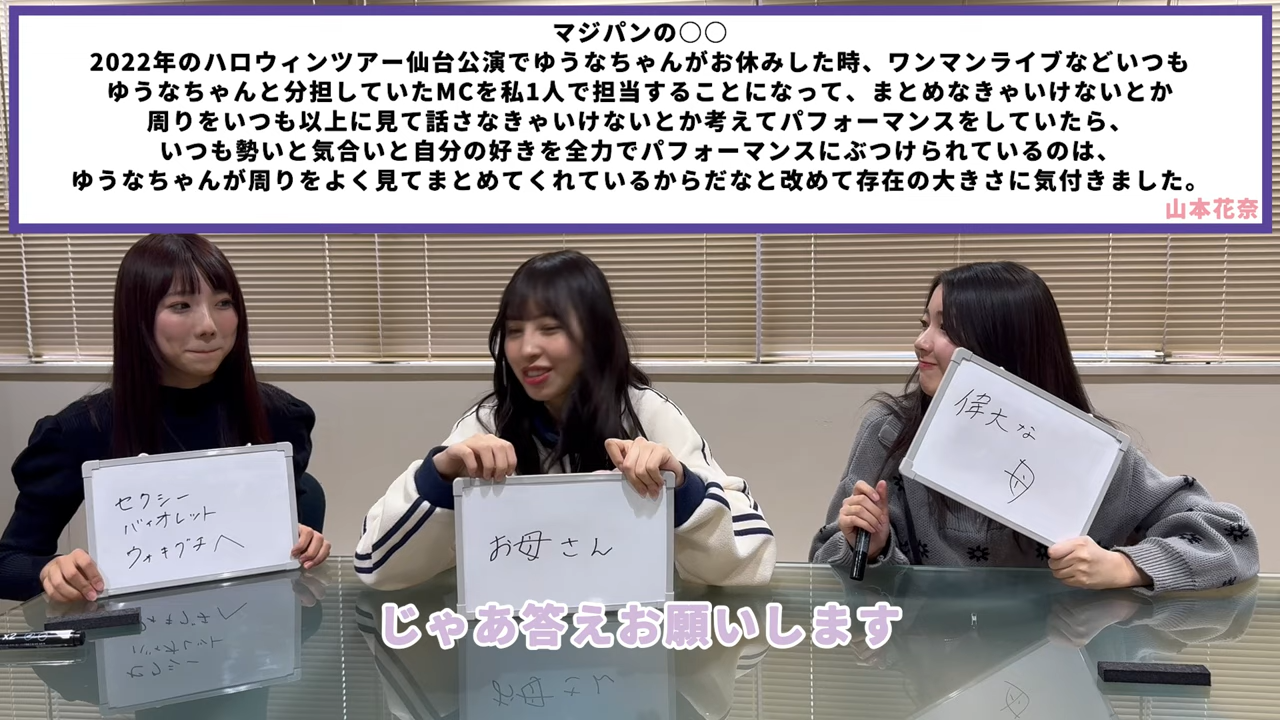 マジパンの〇〇
2022年のハロウィンツアー仙台公演でゆうなちゃんがお休みした時、ワンマンライブなどいつも
ゆうなちゃんと分担していたMCを私1人で担当することになって、まとめなきゃいけないとか
周りをいつも以上に見て話さなきゃいけないとか考えてパフォーマンスをしていたら、
いつも勢いと気合いと自分の好きを全力でパフォーマンスにぶつけられているのは、
ゆうなちゃんが周りをよく見てまとめてくれているからだなと改めて存在の大きさに気付きました。
山本花奈
セクシー
バイオレット
お母さん
偉大な
母
じゃあ答えお願いします